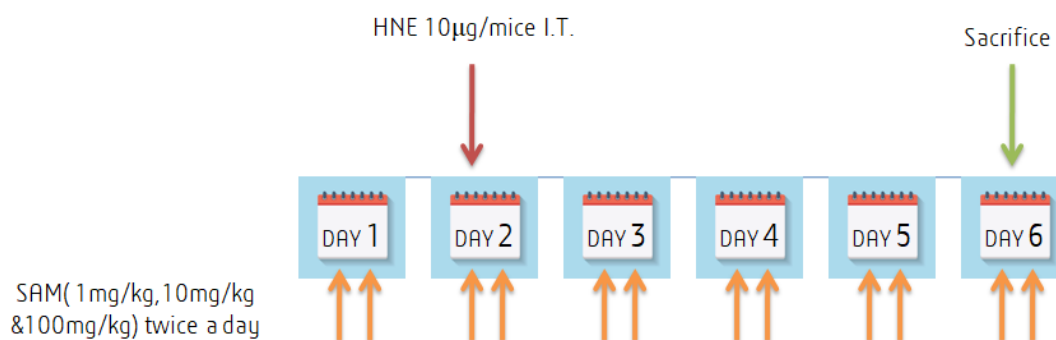 HNE 10μg/mice I.T.
Sacrifice
DAY 1
DAY 2
DAY 3
DAY 4
DAY 5
DAY 6
SAM( 1mg/kg,10mg/kg
&100mg/kg) twice a day